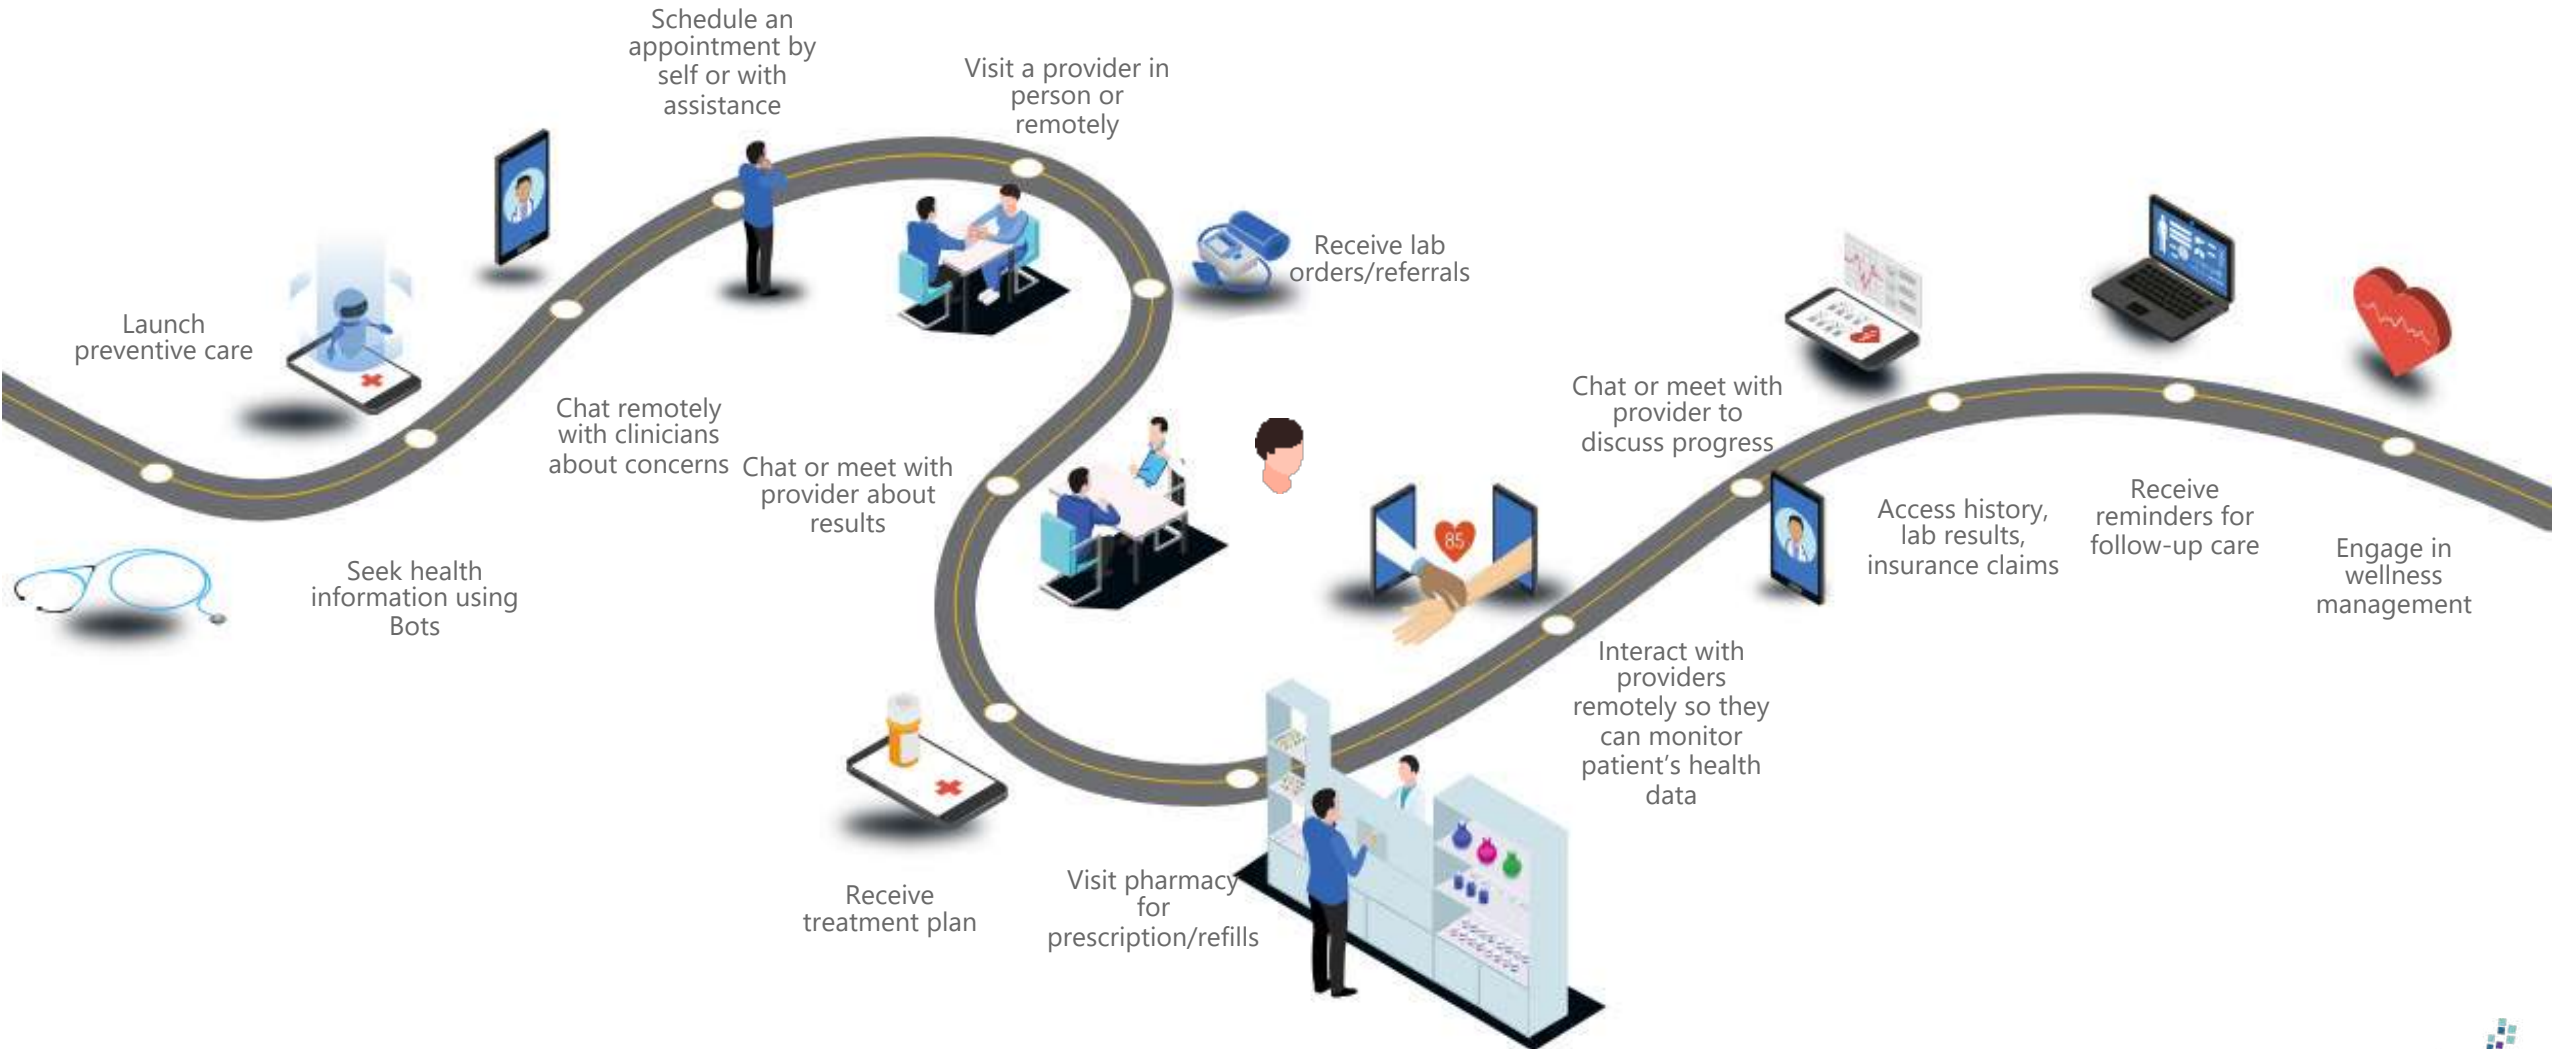 Launch
preventive care
Seek health
information using
Bots
Chat remotely
with clinicians
about concerns
Schedule an
appointment by
self or with
assistance
Visit a provider in
person or
remotely
Receive lab
orders/referrals
Chat or meet with
provider about
results
Receive
treatment plan
Visit pharmacy
for
prescription/refills
85
Interact with
providers
remotely so they
can monitor
patient’s health
data
Chat or meet with
provider to
discuss progress
Access history,
lab results,
insurance claims
Receive
reminders for
follow-up care
Engage in
wellness
management